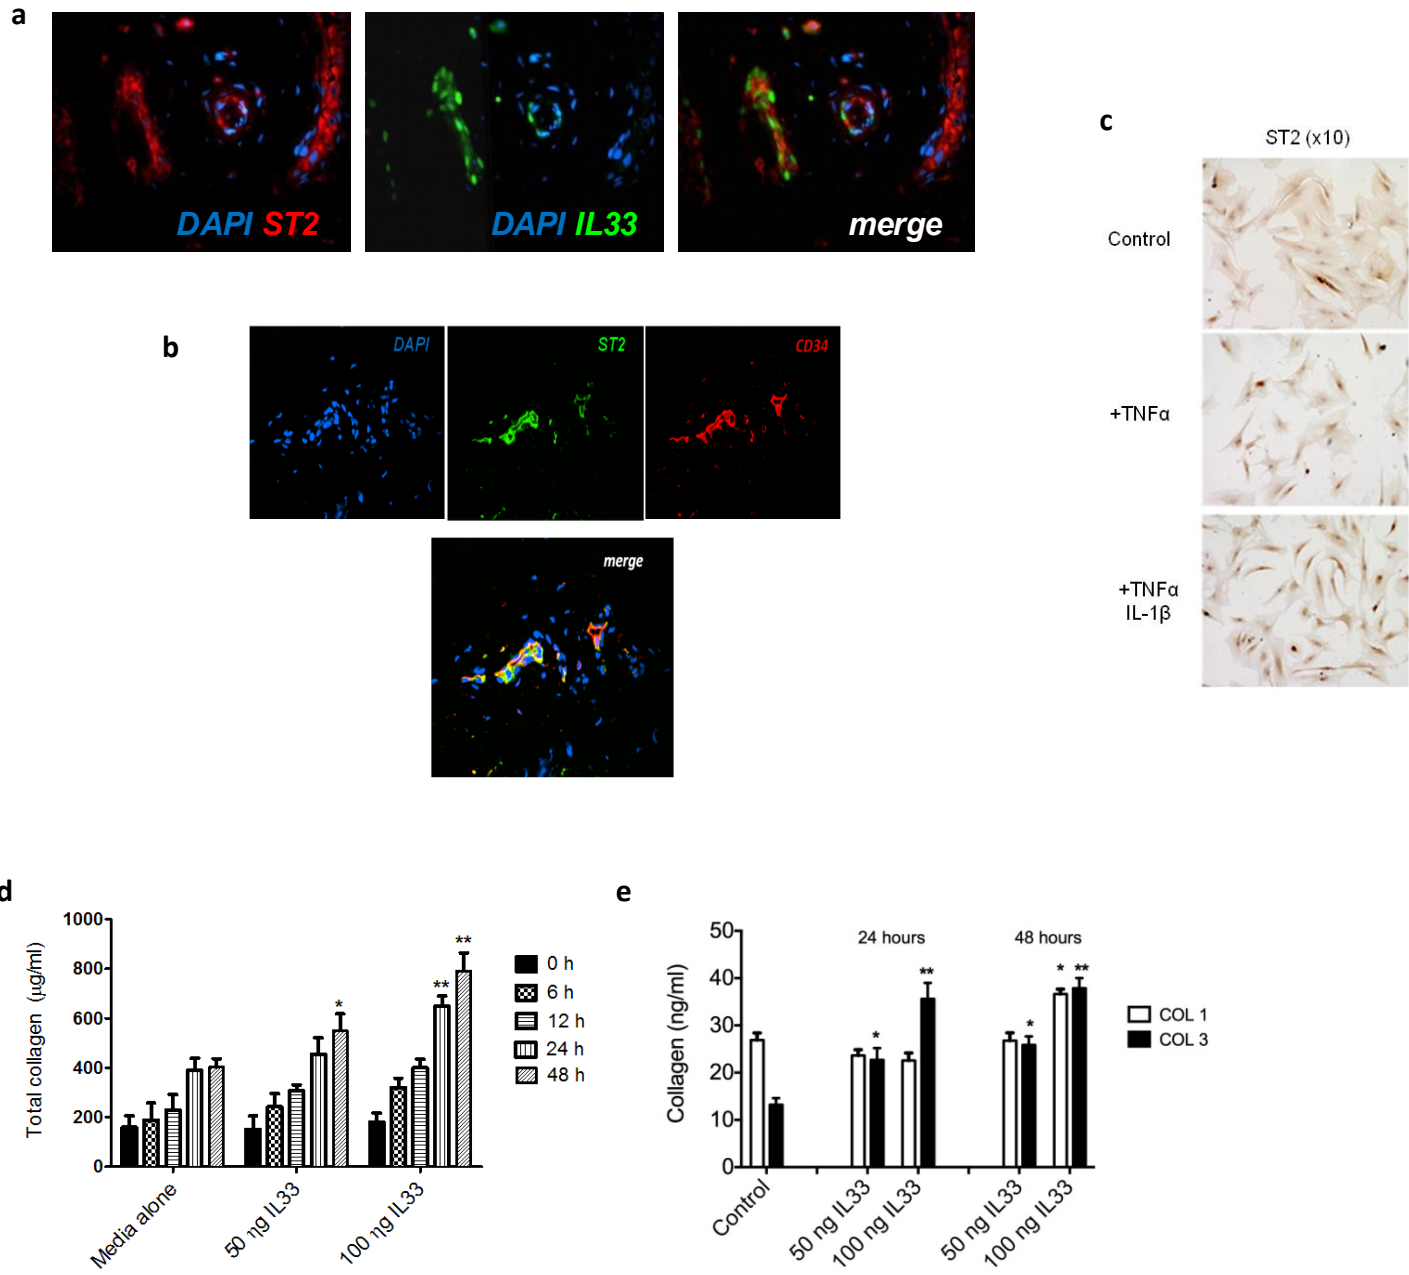 a
DAPI ST2
DAPI IL33
merge
b
DAPI
ST2
CD34
merge
c
ST2 (x10)
Control
+TNFα
+TNFα
IL-1β
d
Total collagen (μg/ml)
1000
800
600
400
200
0
*
**
**
0 h
6 h
12 h
24 h
48 h
Media alone
50 ηg IL33
100 ηg IL33
e
Collagen (ng/ml)
50
40
30
20
10
0
24 hours
48 hours
*
**
*
*
**
COL 1
COL 3
Control
50 ng IL33
100 ng IL33
50 ng IL33
100 ng IL33